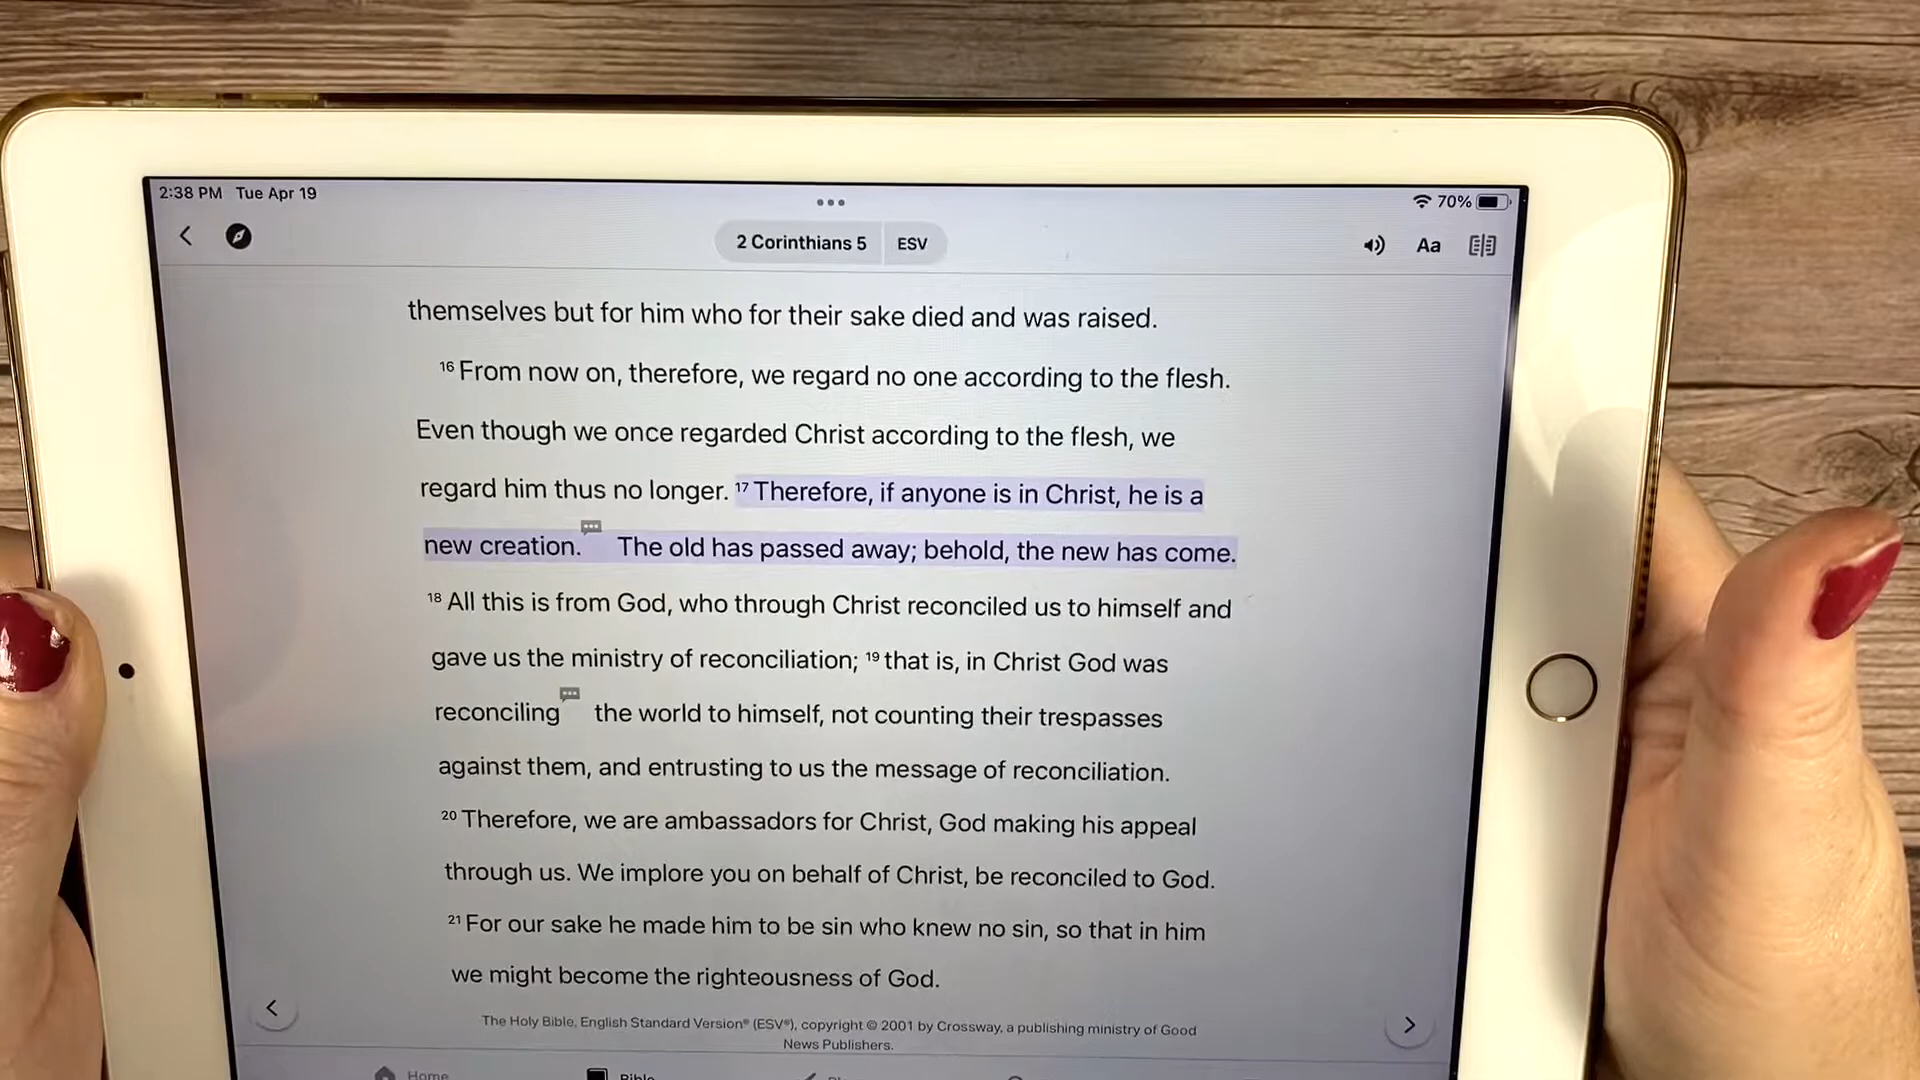 2:38 PM Tue Apr 19
70%
2 Corinthians 5 ESV
Aa
themselves but for him who for their sake died and was raised.
16 From now on, therefore, we regard no one according to the flesh.
Even though we once regarded Christ according to the flesh, we
regard him thus no longer. 17 Therefore, if anyone is in Christ, he is a
new creation. The old has passed away; behold, the new has come.
18 All this is from God, who through Christ reconciled us to himself and
gave us the ministry of reconciliation; 19 that is, in Christ God was
reconciling the world to himself, not counting their trespasses
against them, and entrusting to us the message of reconciliation.
20 Therefore, we are ambassadors for Christ, God making his appeal
through us. We implore you on behalf of Christ, be reconciled to God.
21 For our sake he made him to be sin who knew no sin, so that in him
we might become the righteousness of God.
The Holy Bible, English Standard Version® (ESV®), copyright © 2001 by Crossway, a publishing ministry of Good
News Publishers.
Home Bible